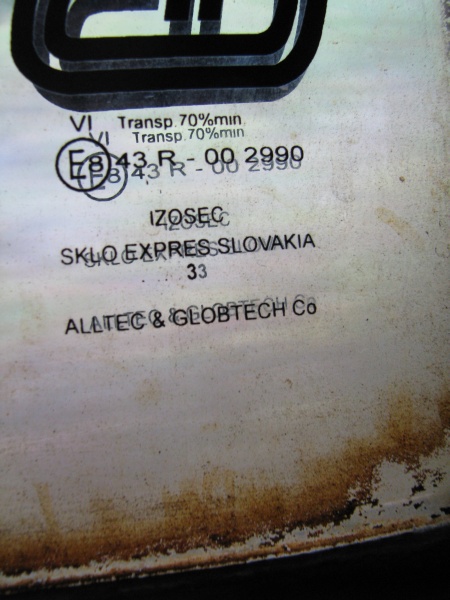 VI Transp.70%min
E8 43 R - 00 2990
IZOSEC
SKLO EXPRES SLOVAKIA
33
ALLTEC & GLOBTECH Co